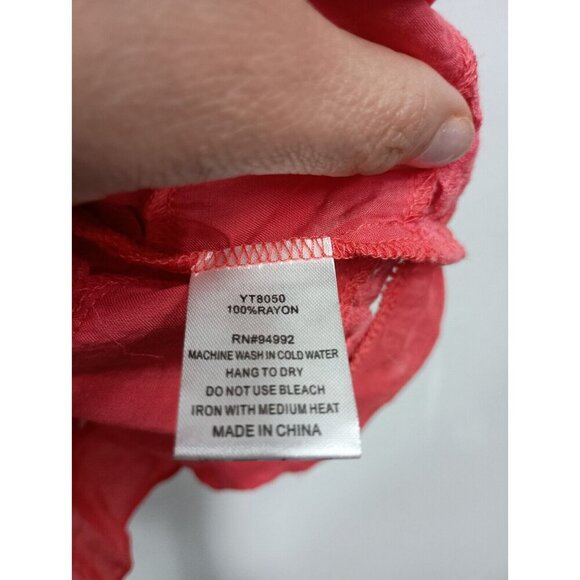 YT8050
100%RAYON
RN#94992
MACHINE WASH IN COLD WATER
HANG TO DRY
DO NOT USE BLEACH
IRON WITH MEDIUM HEAT
MADE IN CHINA